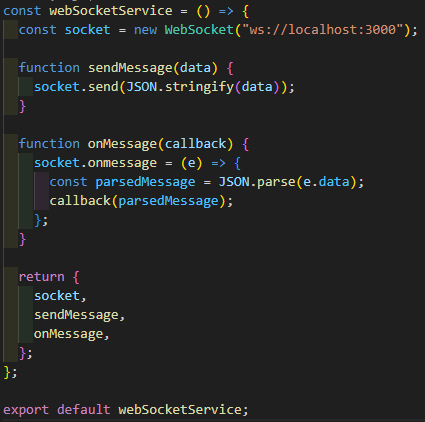 const webSocketService = () => {
  const socket = new WebSocket("ws://localhost:3000");
  function sendMessage(data) {
    socket.send(JSON.stringify(data));
  }
  function onMessage(callback) {
    socket.onmessage = (e) => {
      const parsedMessage = JSON.parse(e.data);
      callback(parsedMessage);
    };
  }
  return {
    socket,
    sendMessage,
    onMessage,
  };
};
export default webSocketService;